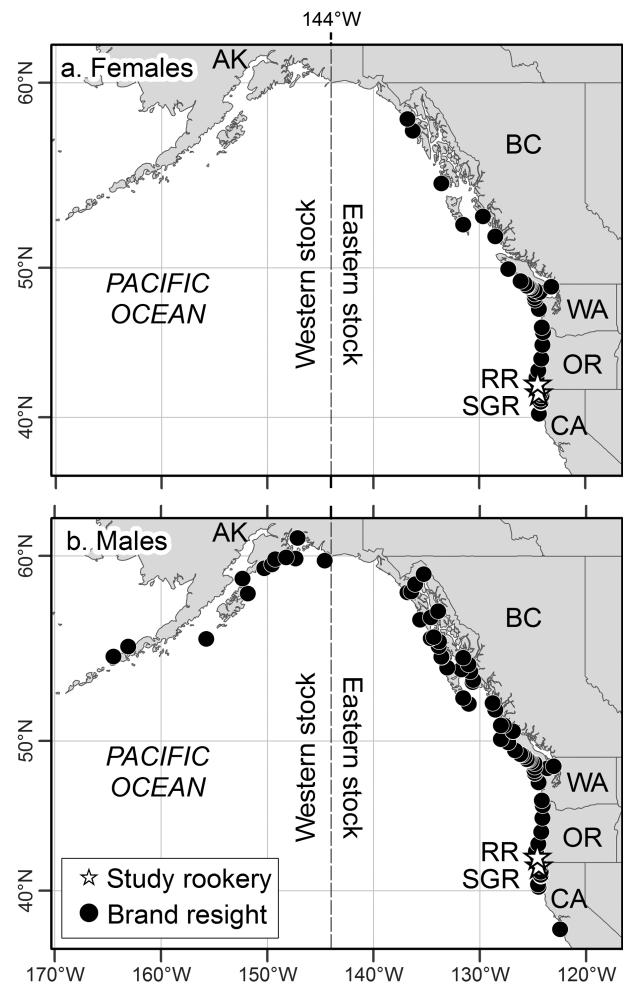 144°W
a. Females
AK
60°N
BC
Western stock
Eastern stock
50°N
PACIFIC
OCEAN
WA
OR
RR
SGR
40°N
CA
b. Males
AK
60°N
BC
Western stock
Eastern stock
50°N
PACIFIC
OCEAN
WA
OR
RR
SGR
Study rookery
Brand resight
40°N
CA
170°W 160°W 150°W 140°W 130°W 120°W